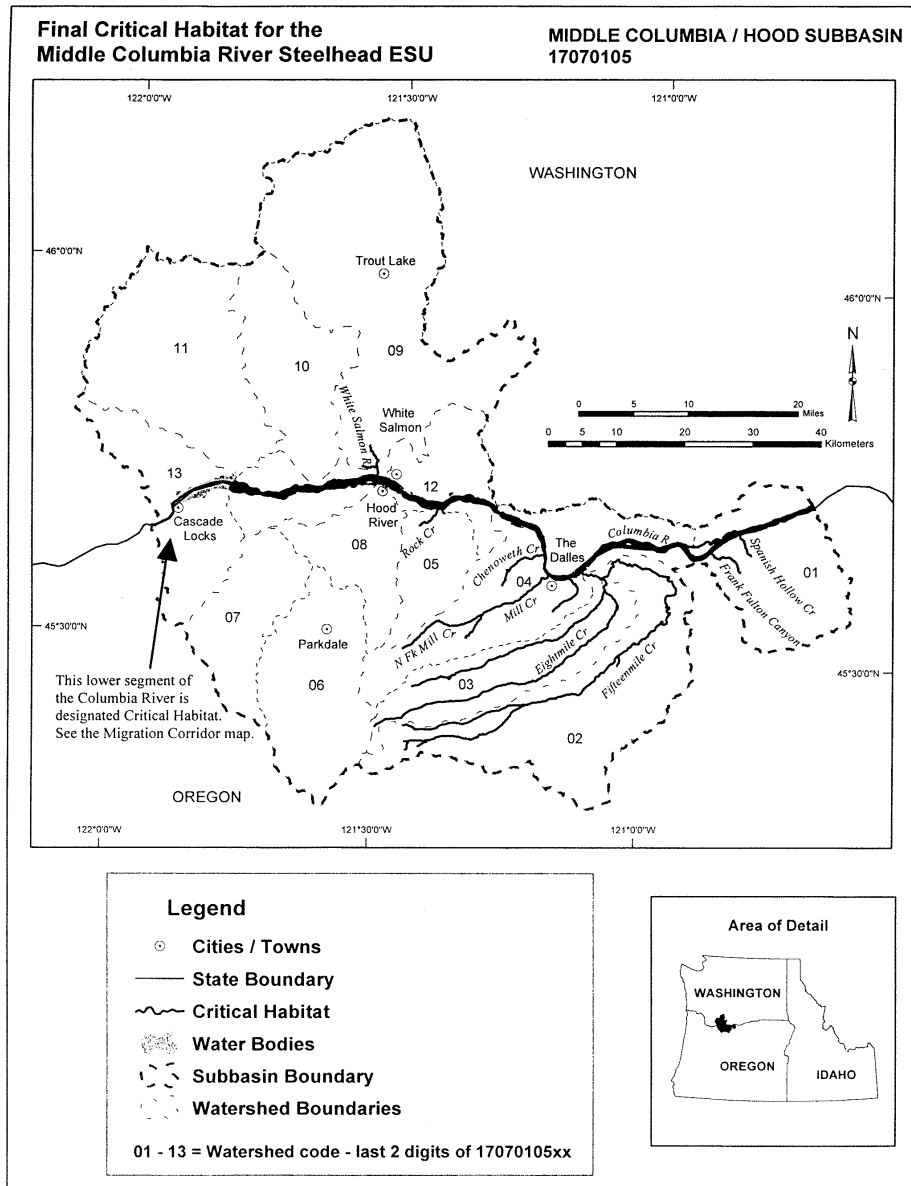 Final Critical Habitat for the
Middle Columbia River Steelhead ESU
MIDDLE COLUMBIA / HOOD SUBBASIN
17070105
122°0'0"W
121°30'0"W
121°0'0"W
WASHINGTON
46°0'0"N
Trout Lake
46°0'0"N
N
11
10
09
0 5 10 20
Miles
0 5 10 20 30 40
Kilometers
White Salmon R
White
Salmon
13
12
Cascade
Locks
Hood
River
Rock Cr
08
05
Chenoweth Cr
04
The
Dalles
Columbia R
Spanish Hollow Cr
01
Frank Fulton Canyon
Mill Cr
N Fk Mill Cr
45°30'0"N
07
Parkdale
06
03
Eightmile Cr
Fifteenmile Cr
45°30'0"N
02
This lower segment of
the Columbia River is
designated Critical Habitat.
See the Migration Corridor map.
OREGON
122°0'0"W
121°30'0"W
121°0'0"W
Legend
Cities / Towns
State Boundary
Critical Habitat
Water Bodies
Subbasin Boundary
Watershed Boundaries
01 - 13 = Watershed code - last 2 digits of 17070105xx
Area of Detail
WASHINGTON
OREGON
IDAHO